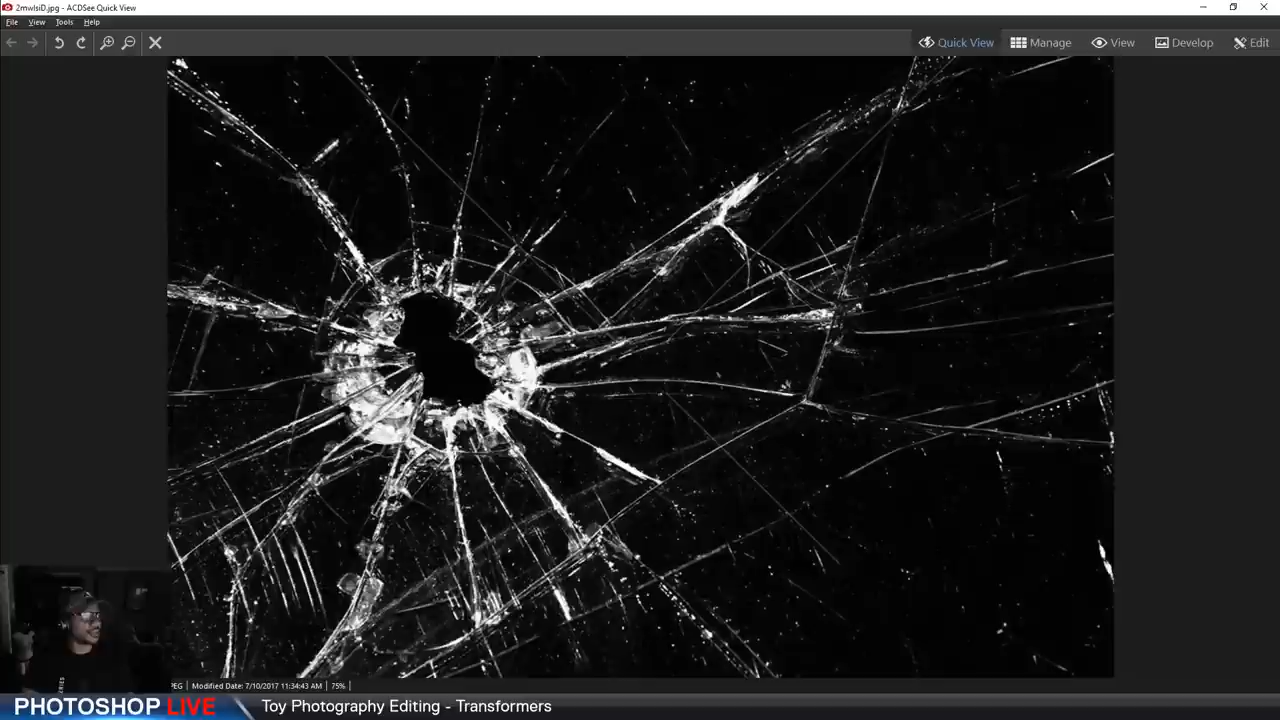 2mwlsiD.jpg - ACDSee Quick View
File View Tools Help
Quick View Manage View Develop Edit
PEG | Modified Date: 7/10/2017 11:34:43 AM | 75% |
PHOTOSHOP LIVE Toy Photography Editing - Transformers